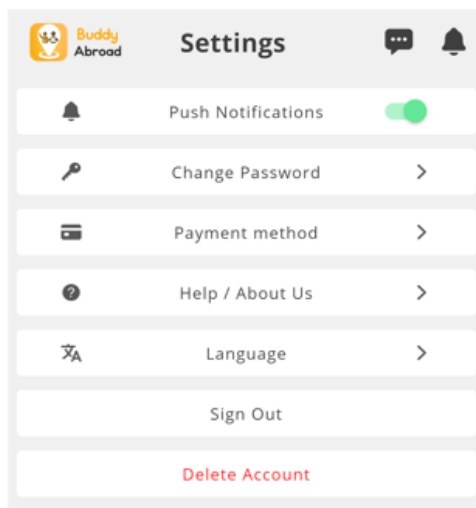 Buddy
Abroad
Settings
Push Notifications
Change Password
Payment method
Help / About Us
Language
Sign Out
Delete Account